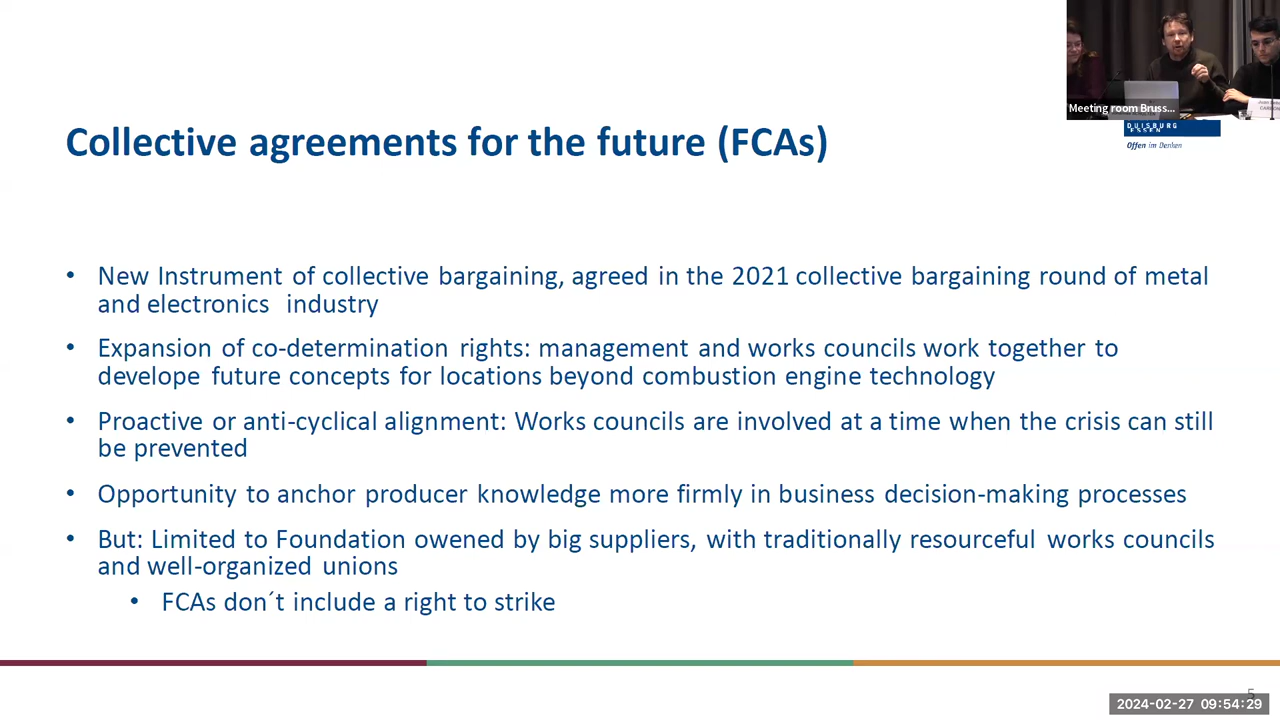 Meeting room Bruss...
DUISBURG
ESSEN
Offen im Denken
Collective agreements for the future (FCAs)
• New Instrument of collective bargaining, agreed in the 2021 collective bargaining round of metal
and electronics industry
• Expansion of co-determination rights: management and works councils work together to
develope future concepts for locations beyond combustion engine technology
• Proactive or anti-cyclical alignment: Works councils are involved at a time when the crisis can still
be prevented
• Opportunity to anchor producer knowledge more firmly in business decision-making processes
• But: Limited to Foundation owened by big suppliers, with traditionally resourceful works councils
and well-organized unions
• FCAs don´t include a right to strike
5
2024-02-27 09:54:29